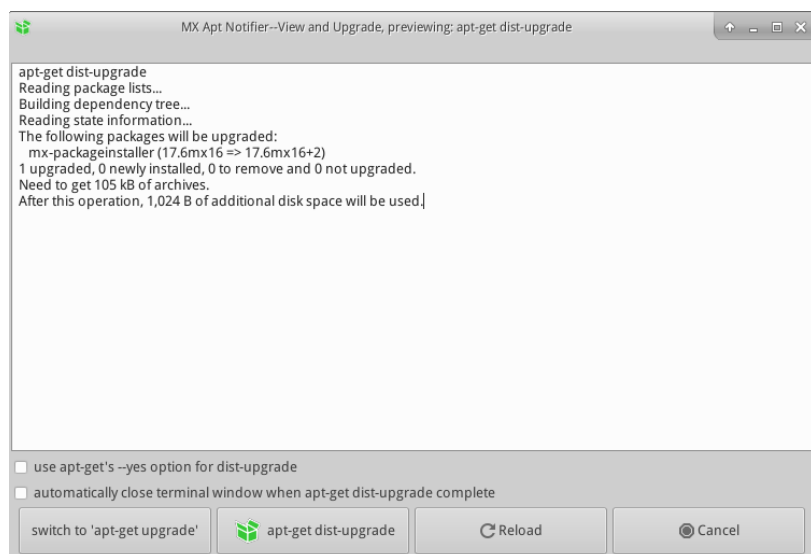 MX Apt Notifier--View and Upgrade, previewing: apt-get dist-upgrade
apt-get dist-upgrade
Reading package lists...
Building dependency tree...
Reading state information...
The following packages will be upgraded:
mx-packageinstaller (17.6mx16 => 17.6mx16+2)
1 upgraded, 0 newly installed, 0 to remove and 0 not upgraded.
Need to get 105 kB of archives.
After this operation, 1,024 B of additional disk space will be used.
use apt-get's --yes option for dist-upgrade
automatically close terminal window when apt-get dist-upgrade complete
switch to 'apt-get upgrade' apt-get dist-upgrade Reload Cancel